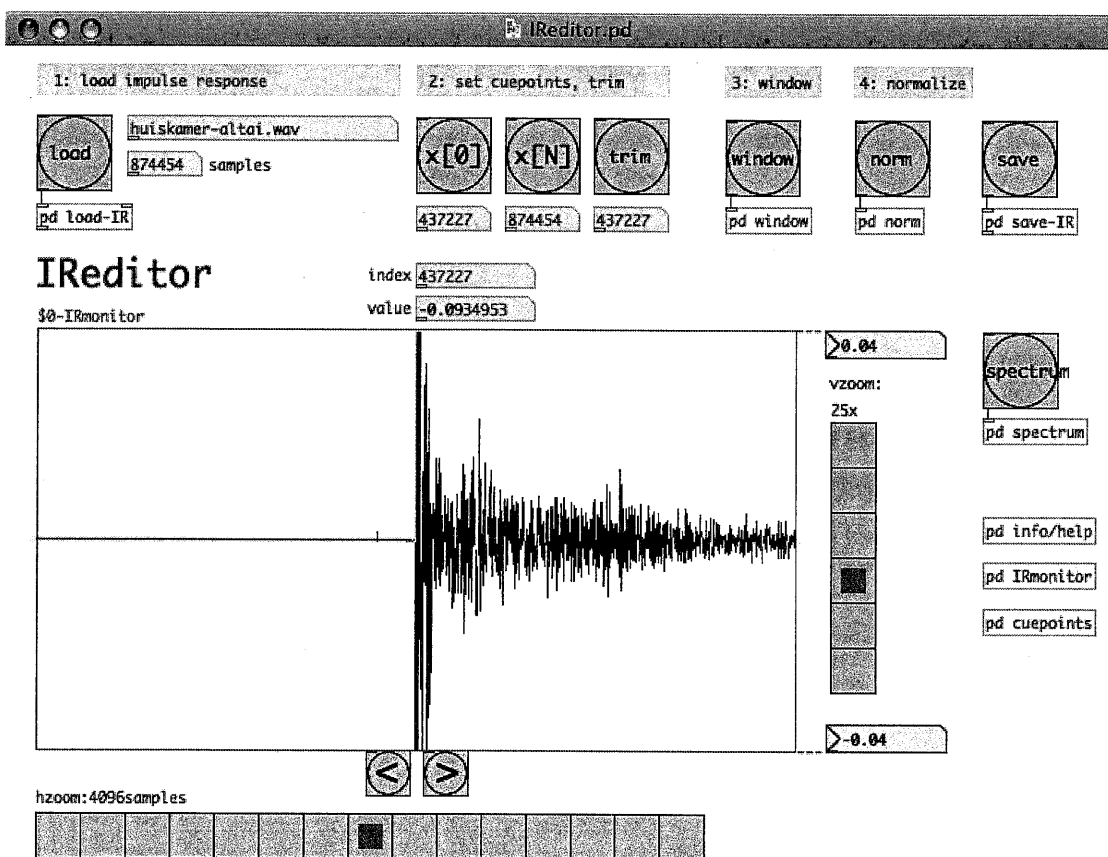 IReditor.pd
1: load impulse response
2: set cuepoints, trim
3: window
4: normalize
load
huiskamer-altai.wav
874454 samples
pd load-IR
x[0]
x[N]
trim
437227
874454
437227
window
pd window
norm
pd norm
save
pd save-IR
IReditor
index 437227
value -0.0934953
$0-IRmonitor
0.04
vzoom:
25x
-0.04
spectrum
pd spectrum
pd info/help
pd IRmonitor
pd cuepoints
< >
hzoom:4096samples